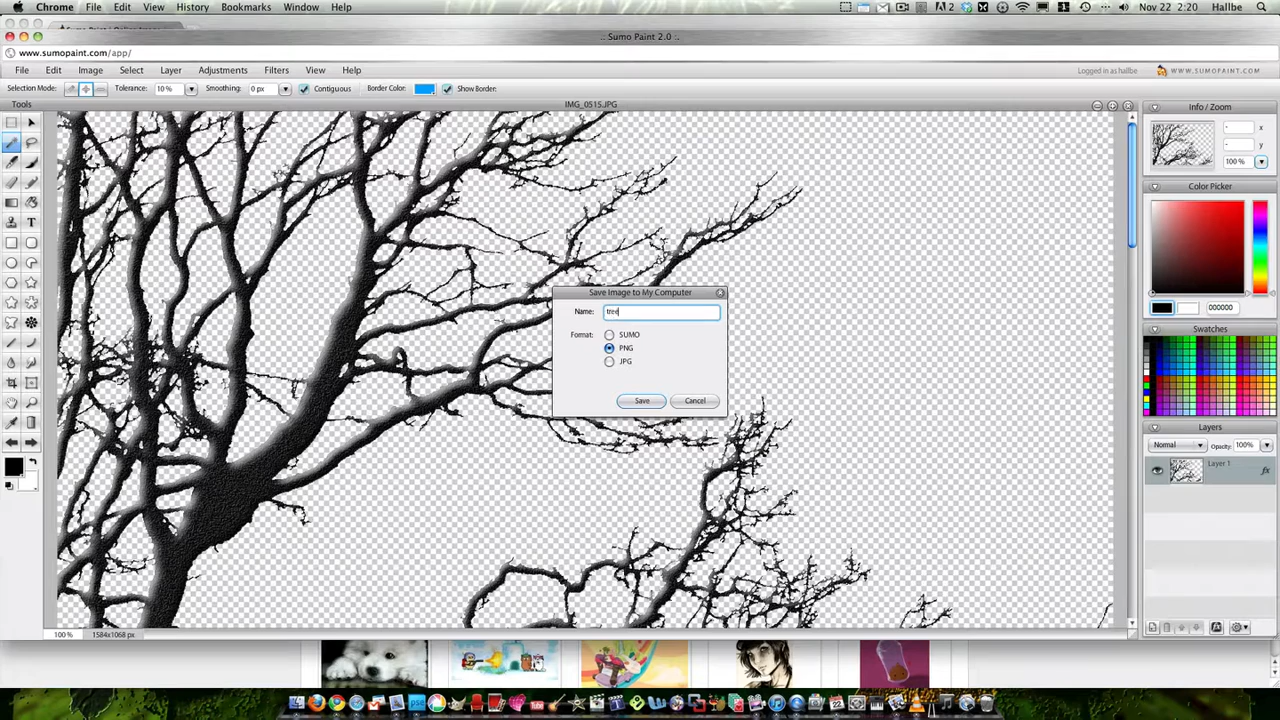 Chrome File Edit View History Bookmarks Window Help Nov 22 2:20 Hallbe
.: Sumo Paint 2.0 :.
www.sumopaint.com/app/
File Edit Image Select Layer Adjustments Filters View Help Logged in as hallbe WWW.SUMOPAINT.COM
Selection Mode: Tolerance: 10 % Smoothing: 0 px Contiguous Border Color: Show Border:
Tools IMG_0515.JPG Info / Zoom
- x
- y
100 %
Color Picker
000000
Save Image to My Computer
Name: tree
Format: SUMO
PNG
JPG
Save Cancel
Swatches
Layers
Normal Opacity: 100%
Layer 1 fx
100 % 1584x1068 px